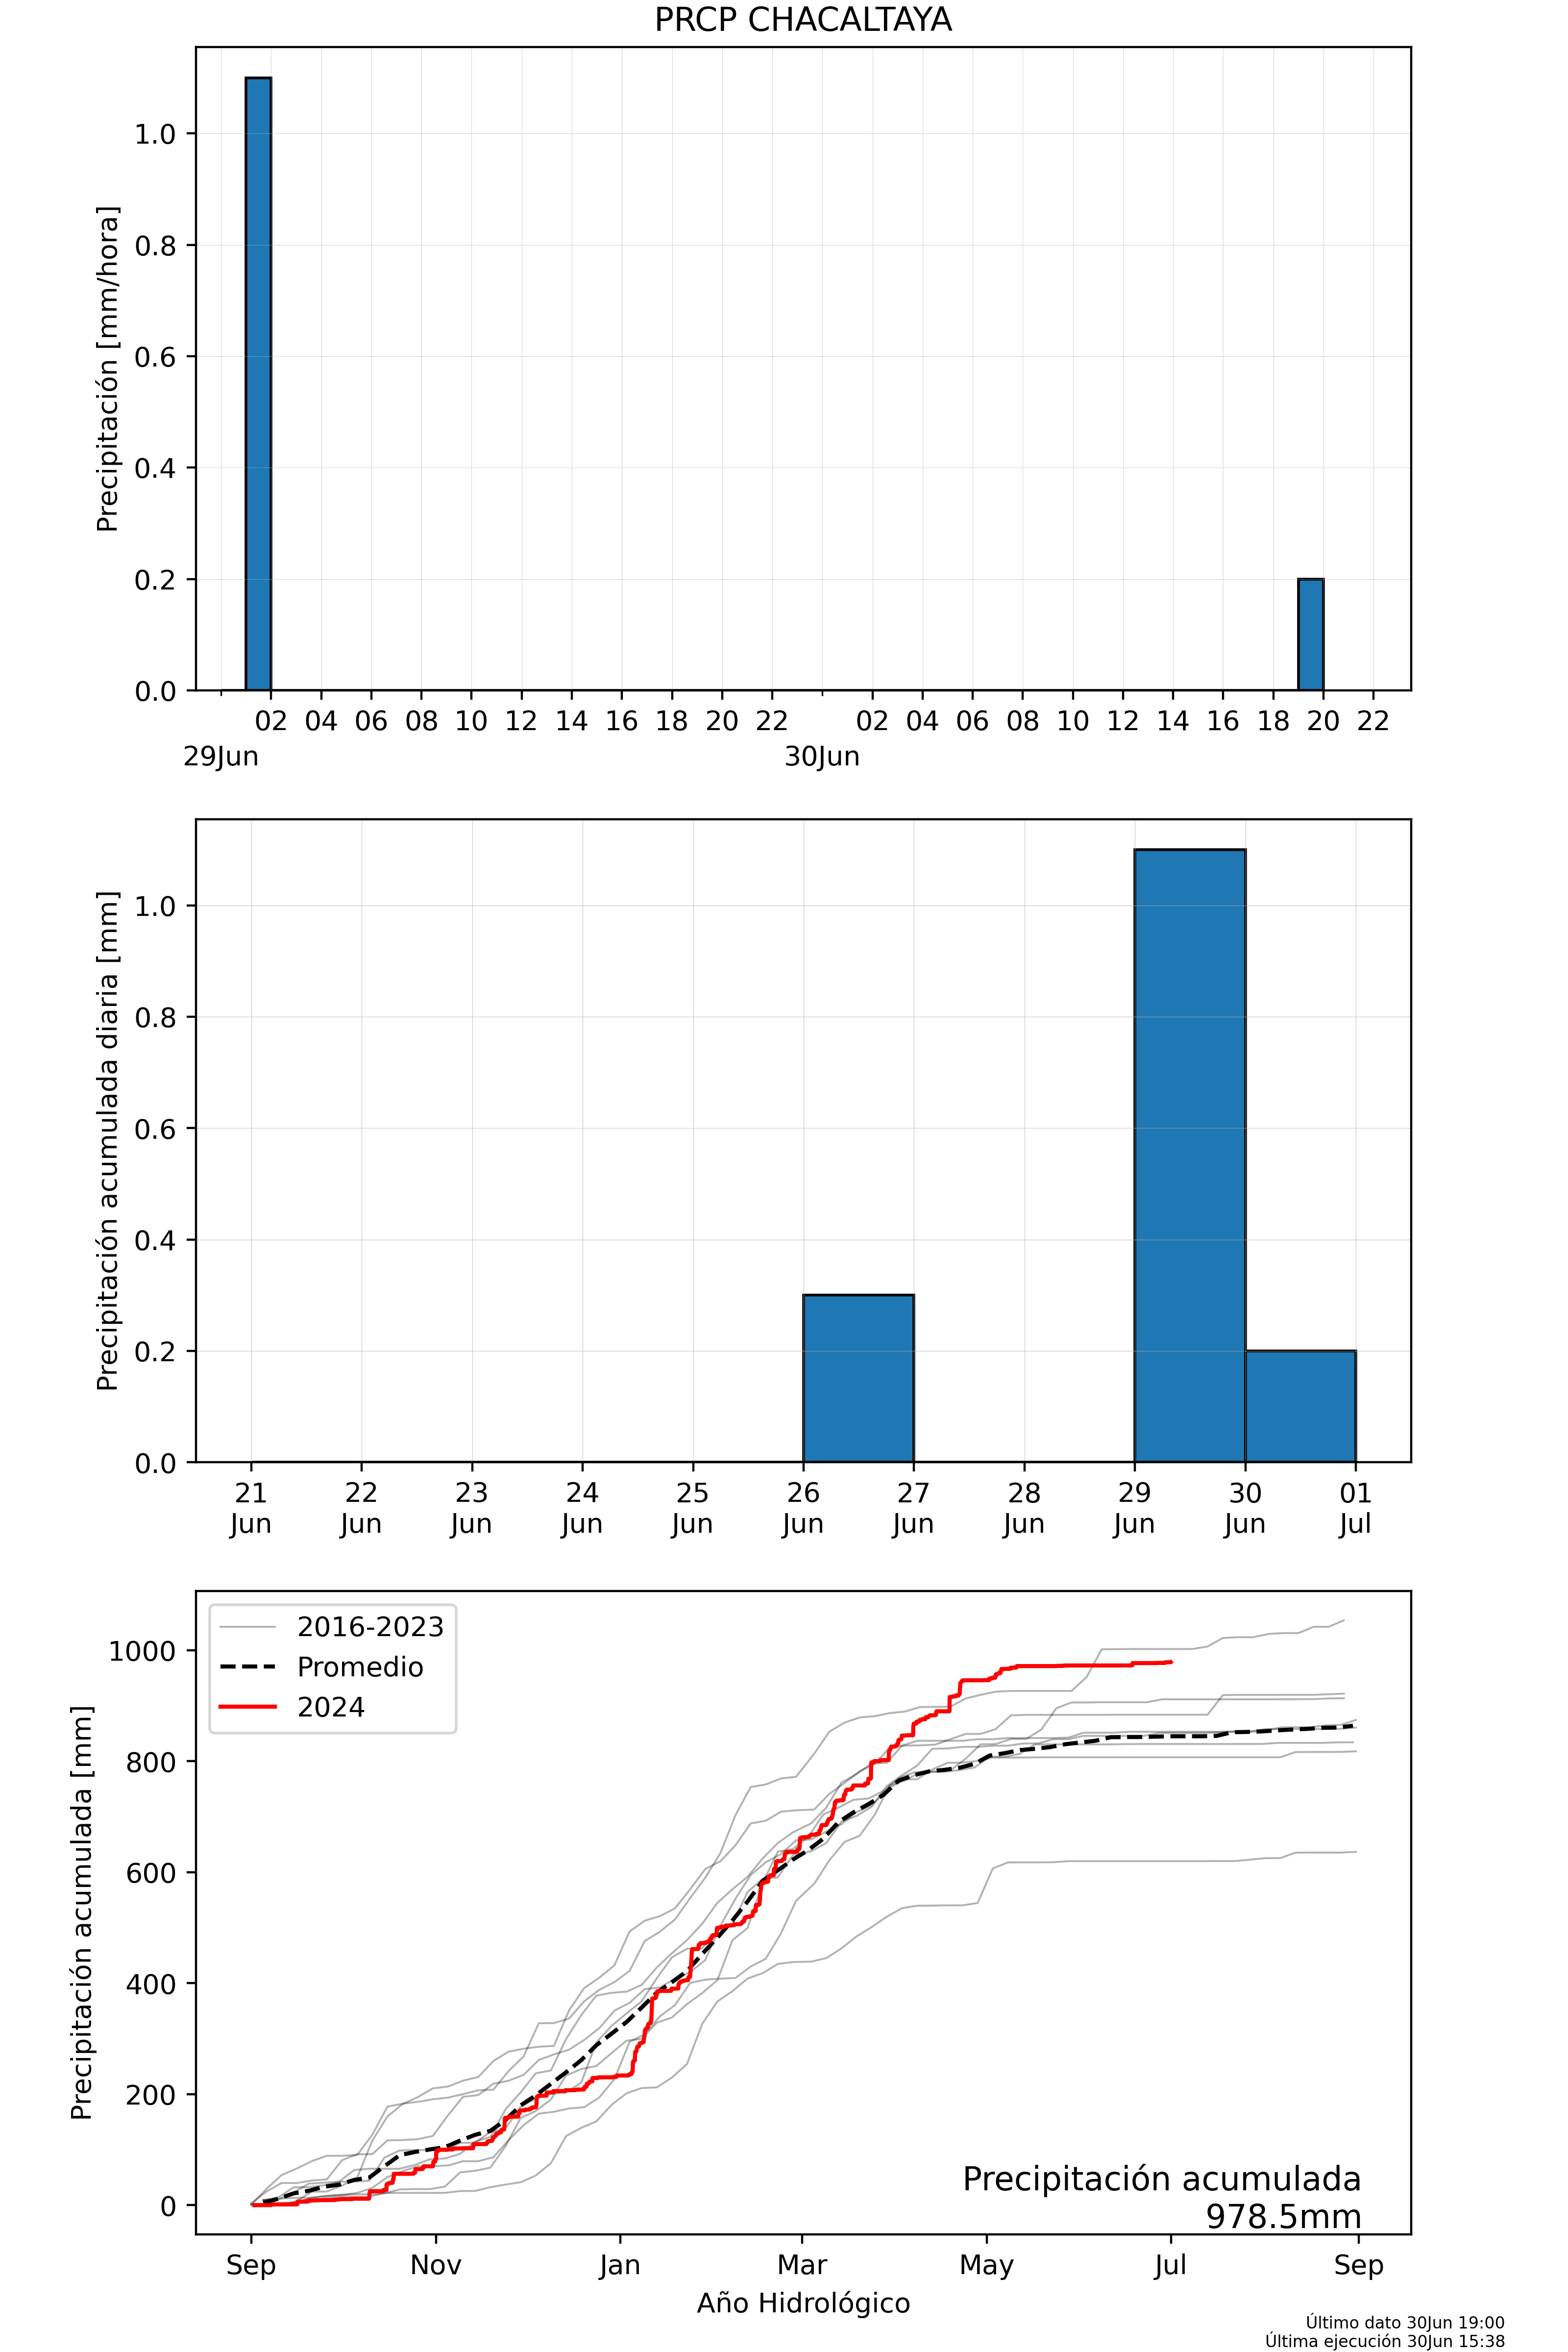 PRCP CHACALTAYA
Precipitación [mm/hora]
1.0
0.8
0.6
0.4
0.2
0.0
02 04 06 08 10 12 14 16 18 20 22 02 04 06 08 10 12 14 16 18 20 22
29Jun 30Jun
Precipitación acumulada diaria [mm]
1.0
0.8
0.6
0.4
0.2
0.0
21 22 23 24 25 26 27 28 29 30 01
Jun Jun Jun Jun Jun Jun Jun Jun Jun Jun Jul
Precipitación acumulada [mm]
1000
800
600
400
200
0
2016-2023
Promedio
2024
Precipitación acumulada
978.5mm
Sep Nov Jan Mar May Jul Sep
Año Hidrológico
Último dato 30Jun 19:00
Última ejecución 30Jun 15:38